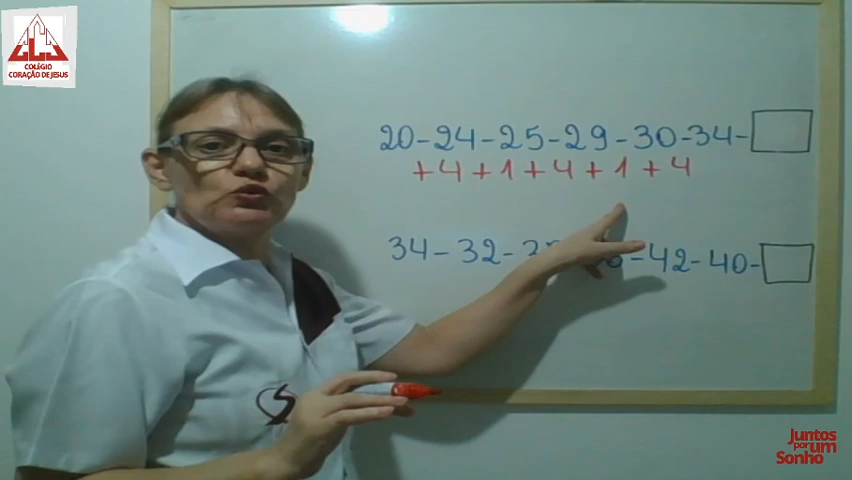 COLÉGIO
CORAÇÃO DE JESUS
20-24-25-29-30-34-
+4+1+4+1+4
34-32- -42-40-
Juntos
por um
Sonho